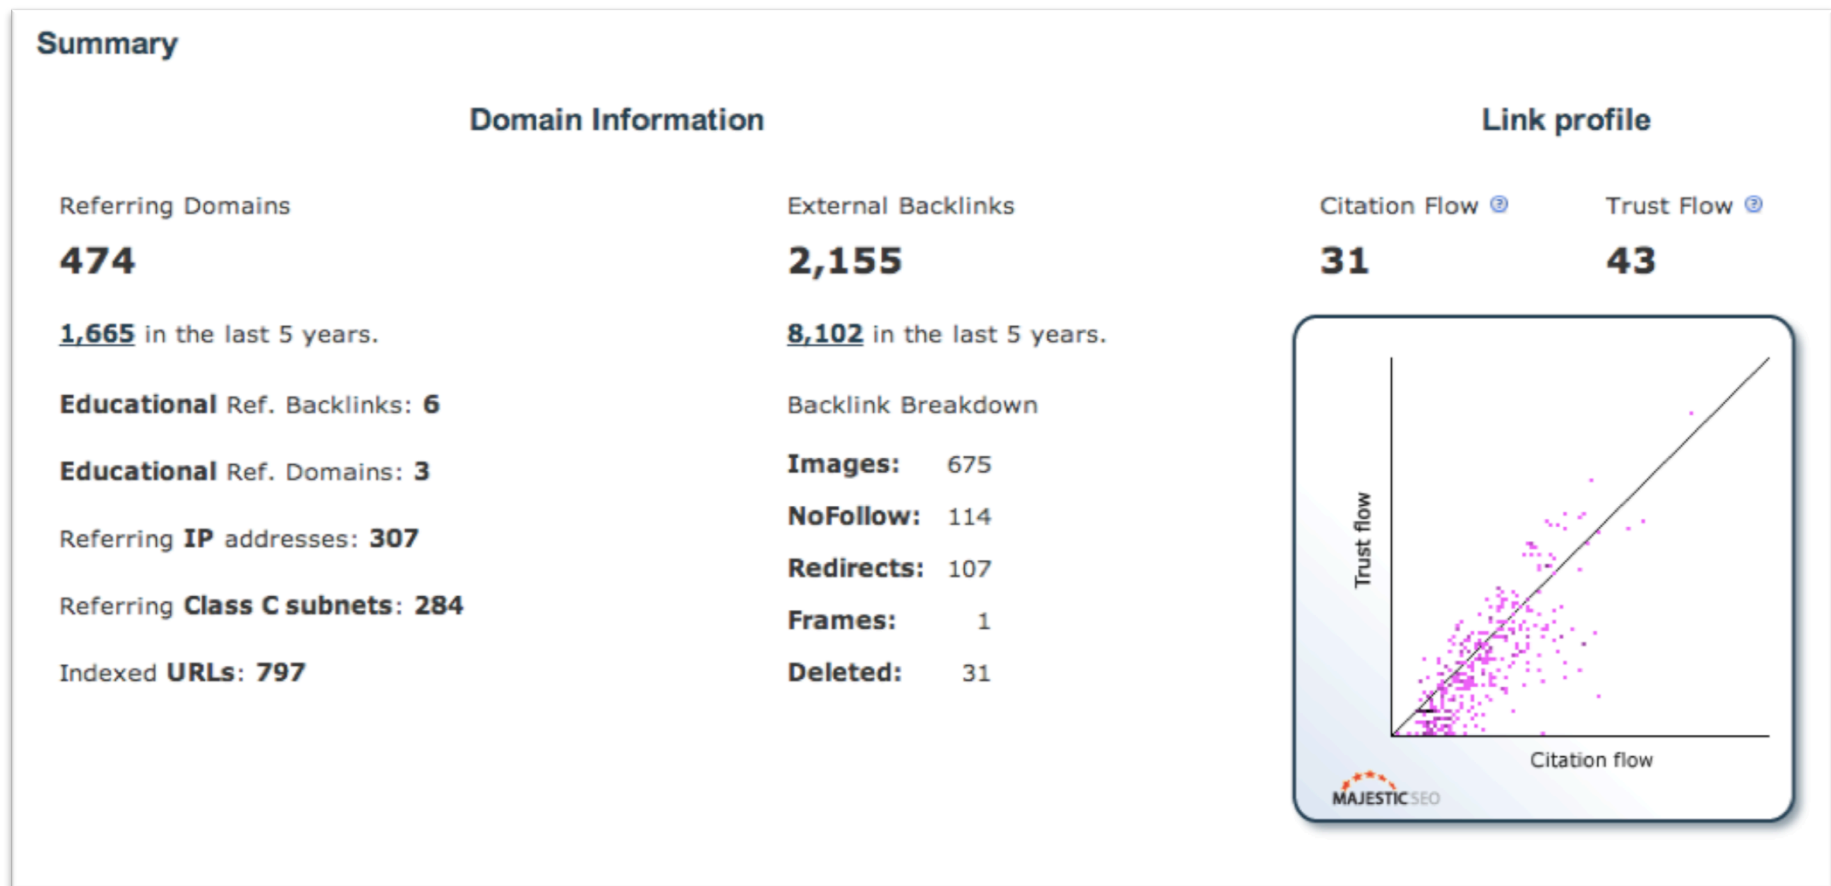 Summary
Domain Information
Link profile
Referring Domains
474
1,665 in the last 5 years.
Educational Ref. Backlinks: 6
Educational Ref. Domains: 3
Referring IP addresses: 307
Referring Class C subnets: 284
Indexed URLs: 797
External Backlinks
2,155
8,102 in the last 5 years.
Backlink Breakdown
Images: 675
NoFollow: 114
Redirects: 107
Frames: 1
Deleted: 31
Citation Flow ?
31
Trust Flow ?
43
Trust flow
Citation flow
MAJESTICSEO